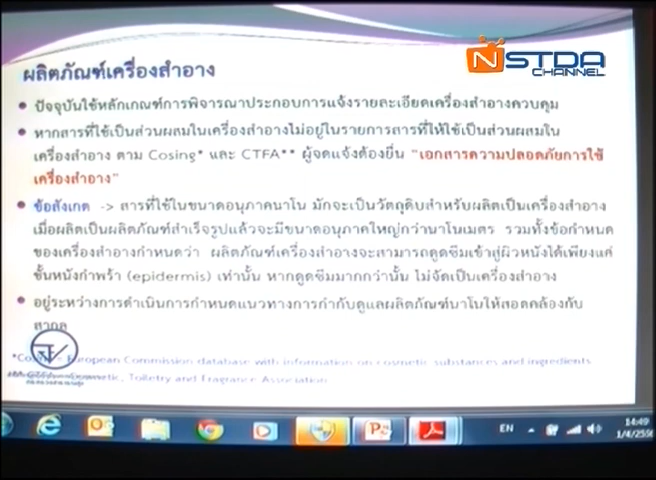 NSTDA
CHANNEL
ผลิตภัณฑ์เครื่องสำอาง
• ปัจจุบันใช้หลักเกณฑ์การพิจารณาประกอบการแจ้งรายละเอียดเครื่องสำอางควบคุม
• หากสารที่ใช้เป็นส่วนผสมในเครื่องสำอางไม่อยู่ในรายการสารที่ให้ใช้เป็นส่วนผสมใน
เครื่องสำอาง ตาม Cosing* และ CTFA** ผู้จดแจ้งต้องยื่น "เอกสารความปลอดภัยการใช้
เครื่องสำอาง"
• ข้อสังเกต -> สารที่ใช้ในขนาดอนุภาคนาโน มักจะเป็นวัตถุดิบสำหรับผลิตเป็นเครื่องสำอาง
เมื่อผลิตเป็นผลิตภัณฑ์สำเร็จรูปแล้วจะมีขนาดอนุภาคใหญ่กว่านาโนเมตร รวมทั้งข้อกำหนด
ของเครื่องสำอางกำหนดว่า ผลิตภัณฑ์เครื่องสำอางจะสามารถดูดซึมเข้าสู่ผิวหนังได้เพียงแค่
ชั้นหนังกำพร้า (epidermis) เท่านั้น หากดูดซึมมากกว่านั้น ไม่จัดเป็นเครื่องสำอาง
• อยู่ระหว่างการดำเนินการกำหนดแนวทางการกำกับดูแลผลิตภัณฑ์นาโนให้สอดคล้องกับ
สากล
European Commission database with information on cosmetic substances and ingredients
Toiletry and Fragrance Association
EN
14:49